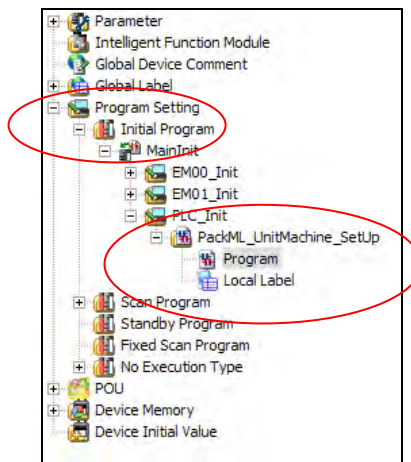 Parameter
Intelligent Function Module
Global Device Comment
Global Label
Program Setting
Initial Program
MainInit
EM00_Init
EM01_Init
PLC_Init
PackML_UnitMachine_SetUp
Program
Local Label
Scan Program
Standby Program
Fixed Scan Program
No Execution Type
POU
Device Memory
Device Initial Value